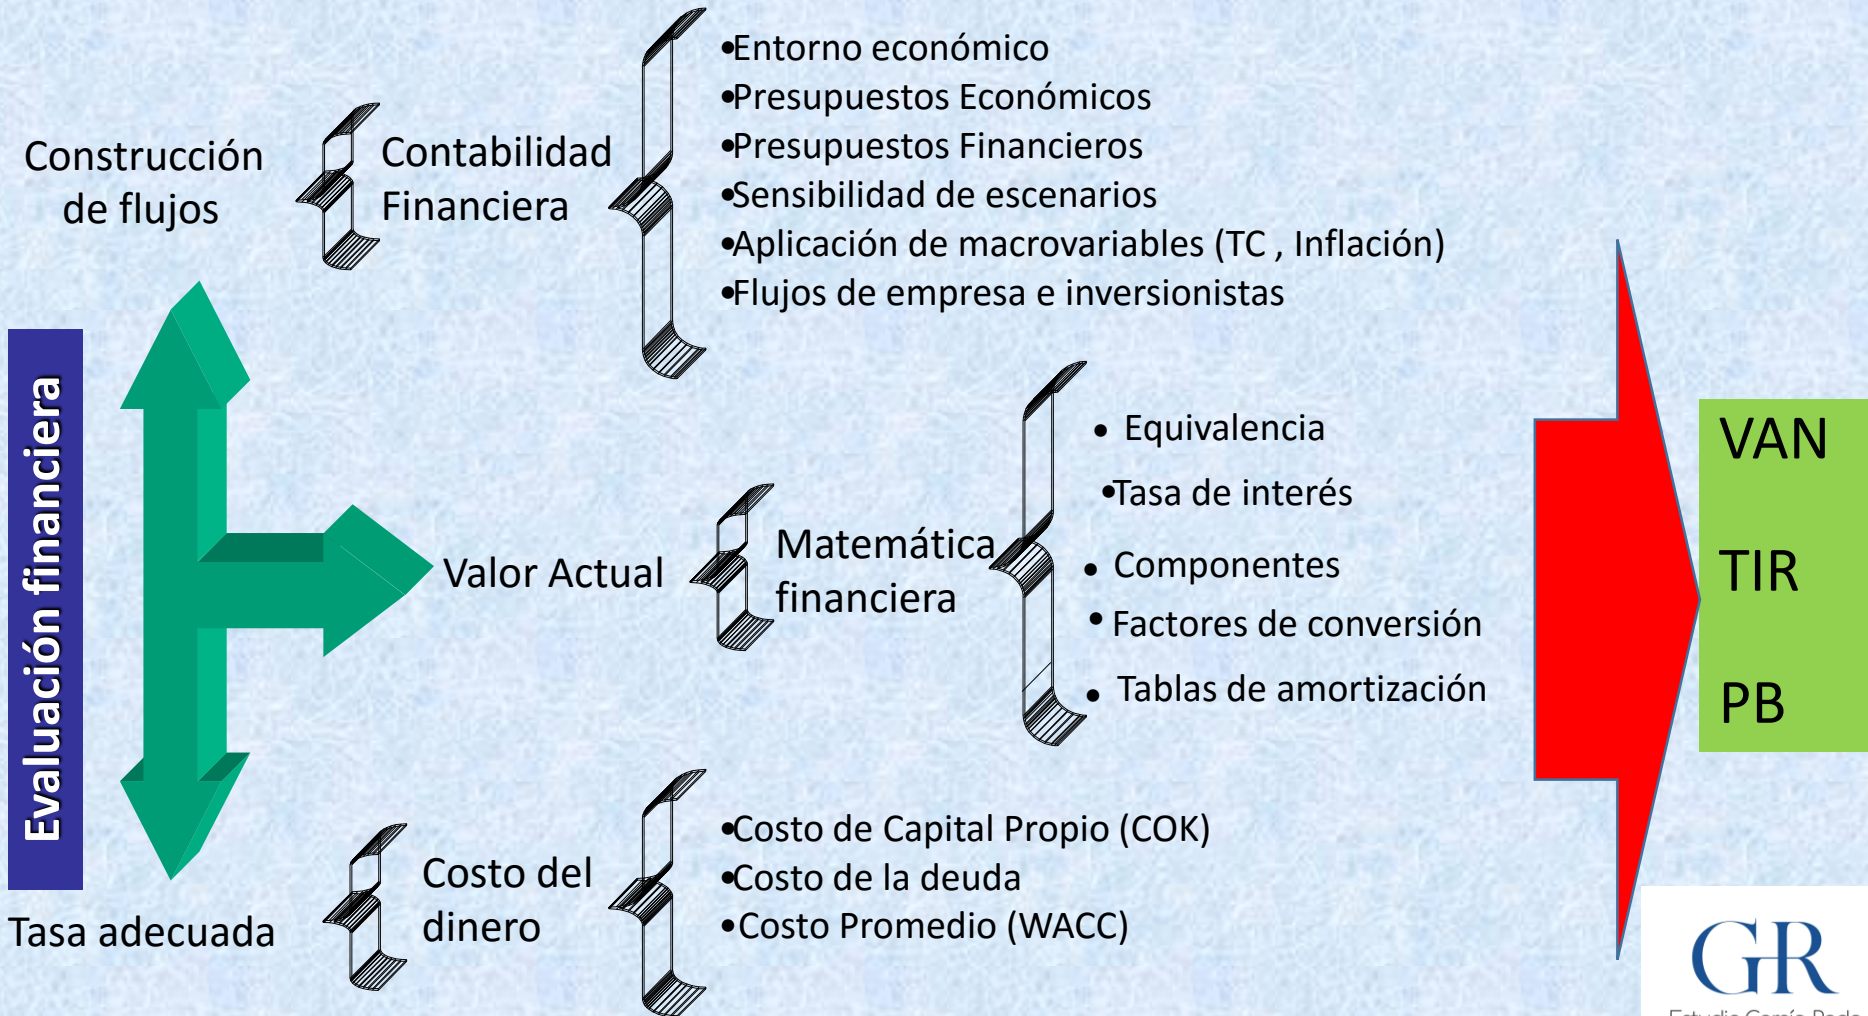 Evaluación financiera
Construcción
de flujos
Contabilidad
Financiera
•Entorno económico
•Presupuestos Económicos
•Presupuestos Financieros
•Sensibilidad de escenarios
•Aplicación de macrovariables (TC , Inflación)
•Flujos de empresa e inversionistas
Valor Actual
Matemática
financiera
• Equivalencia
•Tasa de interés
• Componentes
• Factores de conversión
• Tablas de amortización
Tasa adecuada
Costo del
dinero
•Costo de Capital Propio (COK)
•Costo de la deuda
•Costo Promedio (WACC)
VAN
TIR
PB
GR